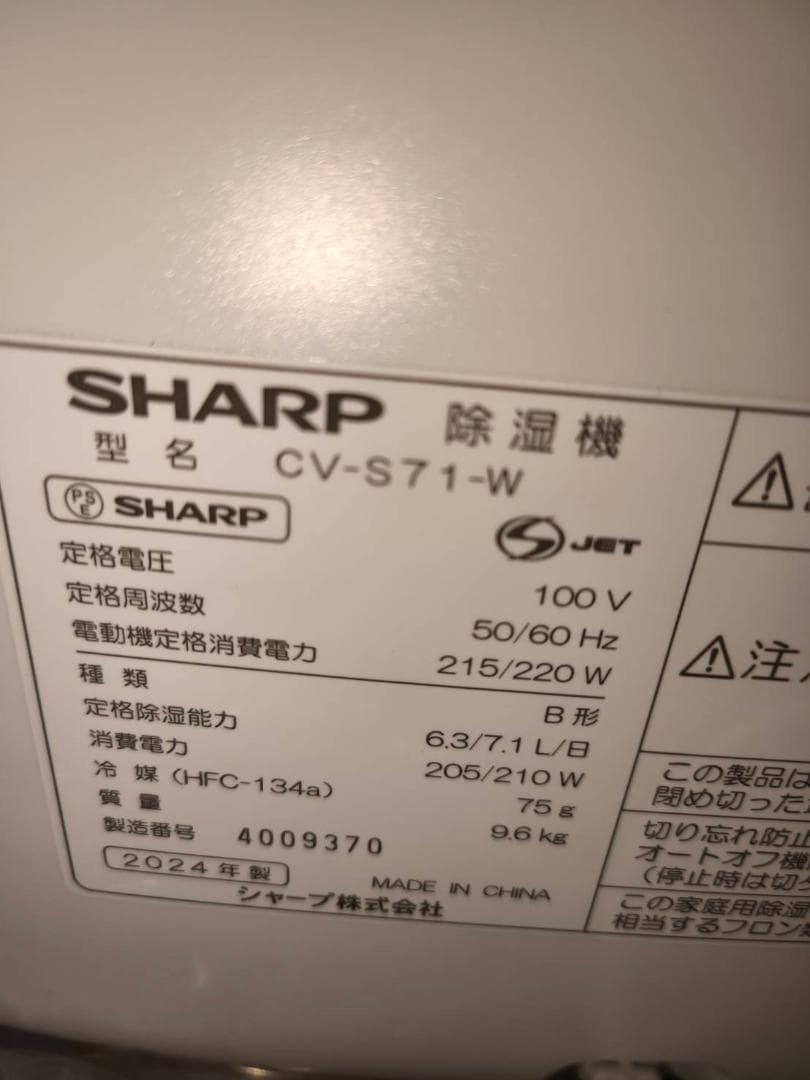 SHARP 除湿機
型名 CV-S71-W
PSE SHARP
S JET
定格電圧 100 V
定格周波数 50/60 Hz
電動機定格消費電力 215/220 W
種類 B形
定格除湿能力 6.3/7.1 L/日
消費電力 205/210 W
冷媒(HFC-134a) 75 g
質量 9.6 kg
製造番号 4009370
2024年製 MADE IN CHINA
シャープ株式会社
注
この製品は
閉め切った
切り忘れ防止
オートオフ機
(停止時は切
この家庭用除湿
相当するフロン